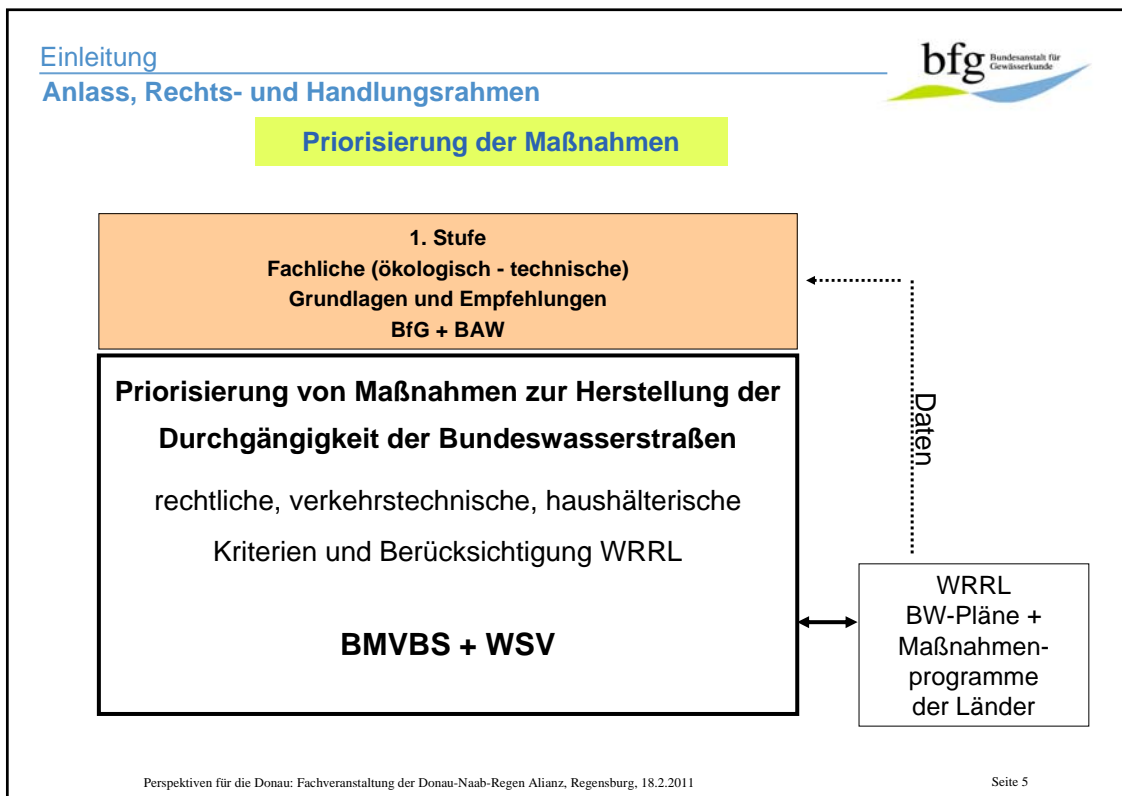 Einleitung
bfg Bundesanstalt für
Gewässerkunde
Anlass, Rechts- und Handlungsrahmen
Priorisierung der Maßnahmen
1. Stufe
Fachliche (ökologisch - technische)
Grundlagen und Empfehlungen
BfG + BAW
Priorisierung von Maßnahmen zur Herstellung der
Durchgängigkeit der Bundeswasserstraßen
rechtliche, verkehrstechnische, haushälterische
Kriterien und Berücksichtigung WRRL
BMVBS + WSV
Daten
WRRL
BW-Pläne +
Maßnahmen-
programme
der Länder
Perspektiven für die Donau: Fachveranstaltung der Donau-Naab-Regen Alianz, Regensburg, 18.2.2011
Seite 5